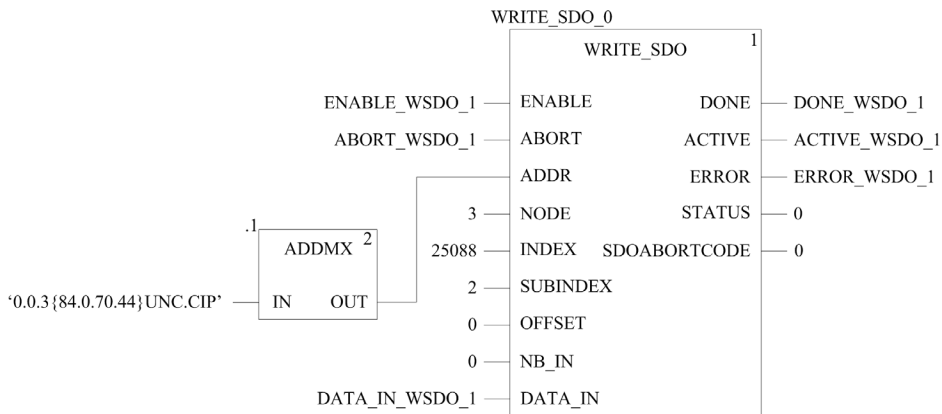 WRITE_SDO_0
WRITE_SDO 1
ENABLE_WSDO_1 ENABLE DONE DONE_WSDO_1
ABORT_WSDO_1 ABORT ACTIVE ACTIVE_WSDO_1
ADDR ERROR ERROR_WSDO_1
3 NODE STATUS 0
.1 ADDMX 2
25088 INDEX SDOABORTCODE 0
2 SUBINDEX
‘0.0.3{84.0.70.44}UNC.CIP’ IN OUT
0 OFFSET
0 NB_IN
DATA_IN_WSDO_1 DATA_IN